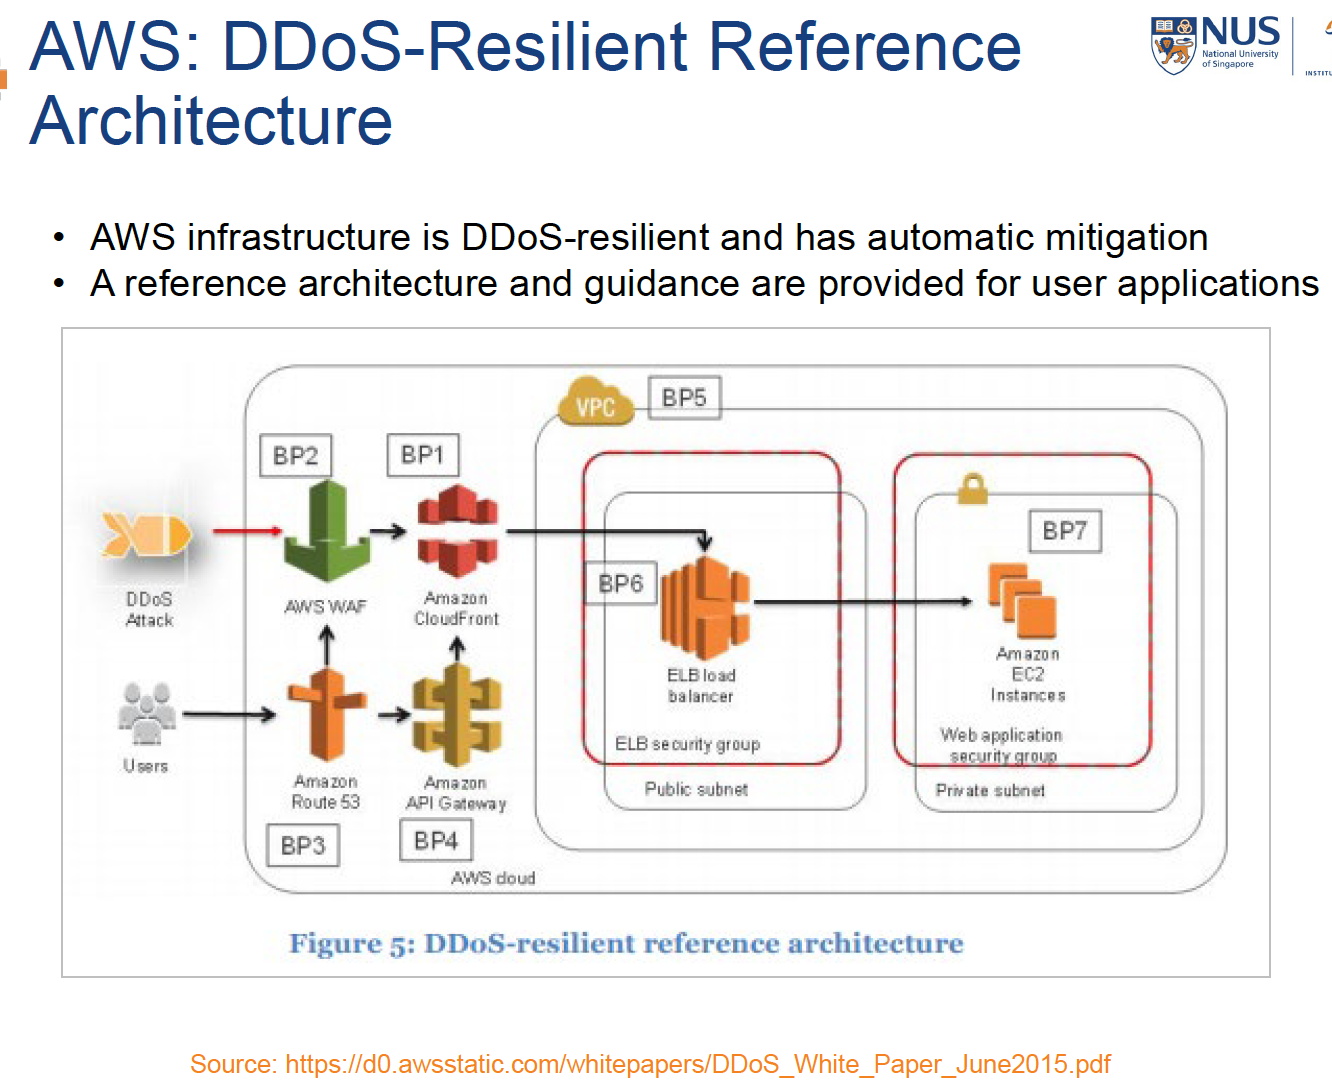 AWS: DDoS-Resilient Reference
Architecture
NUS
National University
of Singapore
• AWS infrastructure is DDoS-resilient and has automatic mitigation
• A reference architecture and guidance are provided for user applications
VPC
BP5
BP2
BP1
BP7
BP6
DDoS
Attack
AWS WAF
Amazon
CloudFront
ELB load
balancer
Amazon
EC2
Instances
ELB security group
Web application
security group
Users
Amazon
Route 53
Amazon
API Gateway
Public subnet
Private subnet
BP3
BP4
AWS cloud
Figure 5: DDoS-resilient reference architecture
Source: https://d0.awsstatic.com/whitepapers/DDoS_White_Paper_June2015.pdf